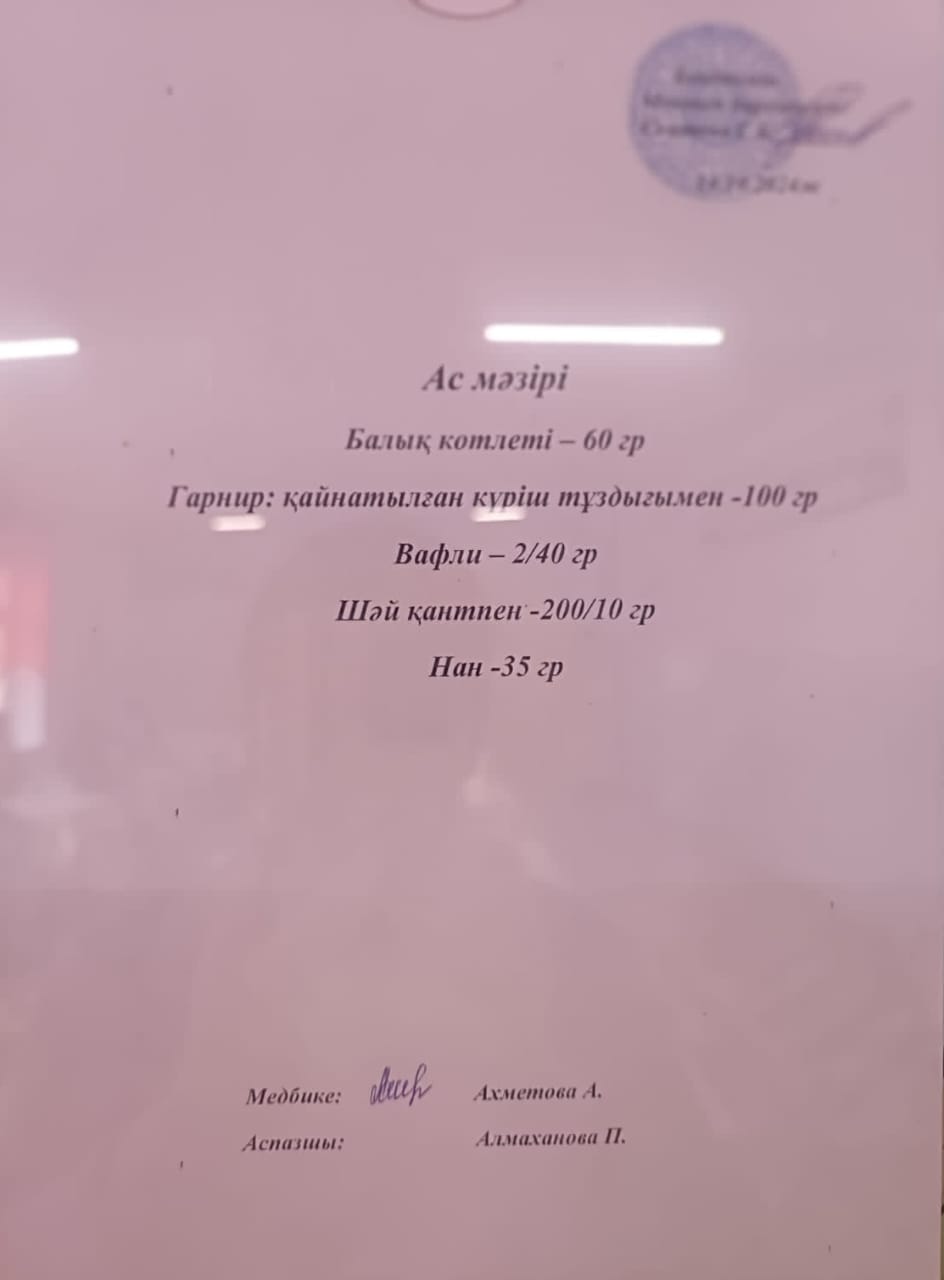 Ас мәзірі
Балық котлеті – 60 гр
Гарнир: қайнатылған күріш тұздығымен -100 гр
Вафли – 2/40 гр
Шәй қантпен -200/10 гр
Нан -35 гр
Медбике: Ахметова А.
Аспазшы: Алмаханова П.